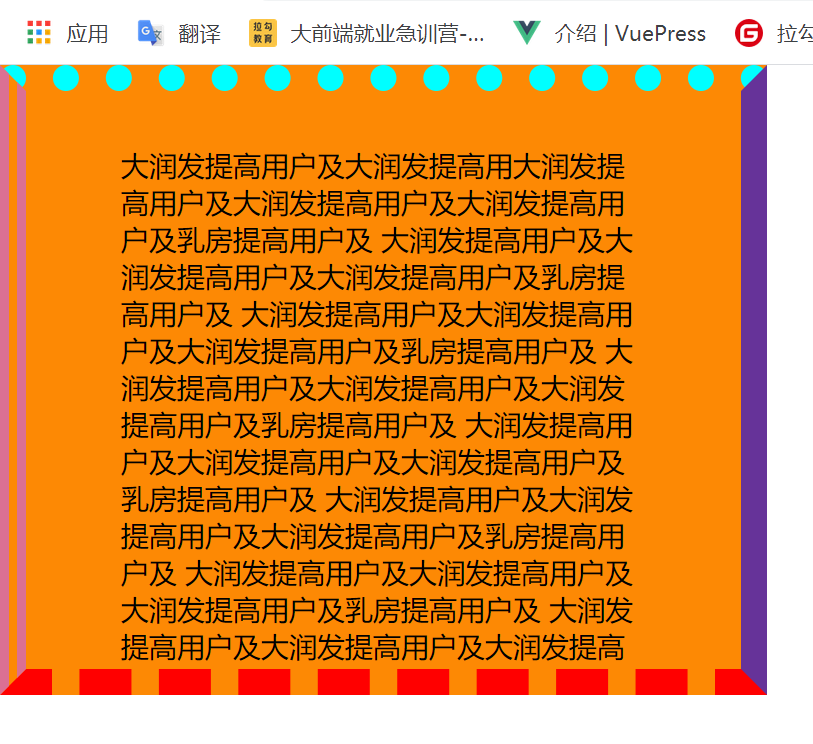 应用 翻译 拉勾教育 大前端就业急训营-... 介绍 | VuePress 拉勾
大润发提高用户及大润发提高用大润发提
高用户及大润发提高用户及大润发提高用
户及乳房提高用户及 大润发提高用户及大
润发提高用户及大润发提高用户及乳房提
高用户及 大润发提高用户及大润发提高用
户及大润发提高用户及乳房提高用户及 大
润发提高用户及大润发提高用户及大润发
提高用户及乳房提高用户及 大润发提高用
户及大润发提高用户及大润发提高用户及
乳房提高用户及 大润发提高用户及大润发
提高用户及大润发提高用户及乳房提高用
户及 大润发提高用户及大润发提高用户及
大润发提高用户及乳房提高用户及 大润发
提高用户及大润发提高用户及大润发提高